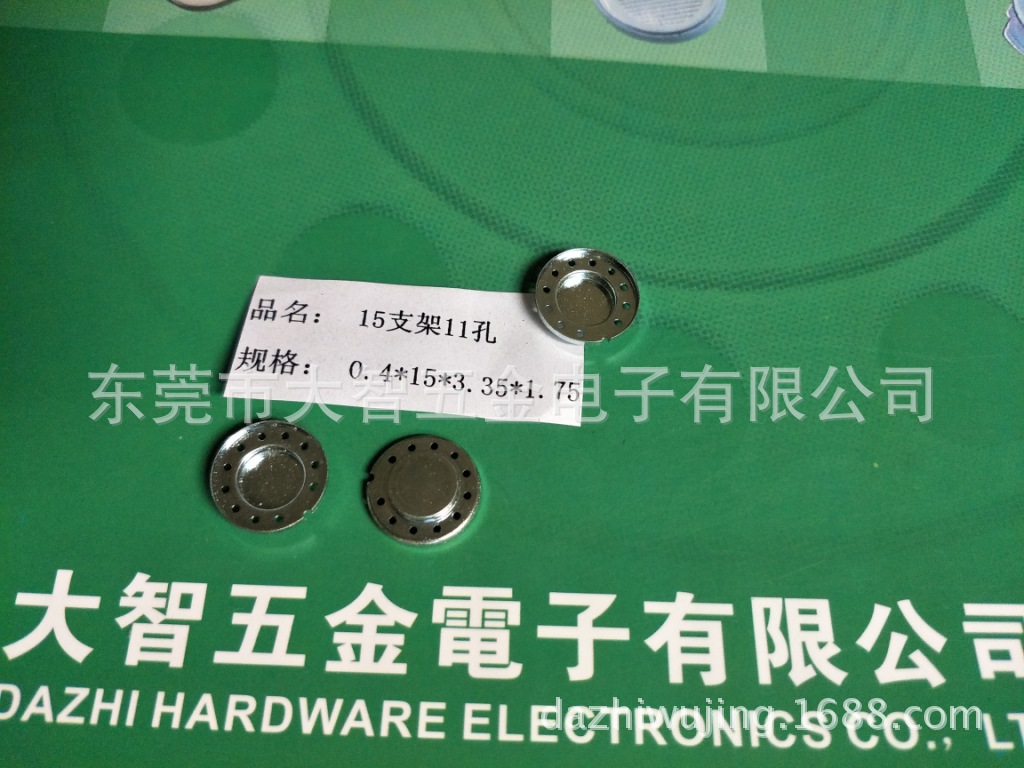 品名： 15支架11孔
规格： 0.4*15*3.35*1.75
东莞市大智五金电子有限公司
大智五金電子有限公司
DAZHI HARDWARE ELECTRONICS CO., LT
dazhiwujing.1688.com